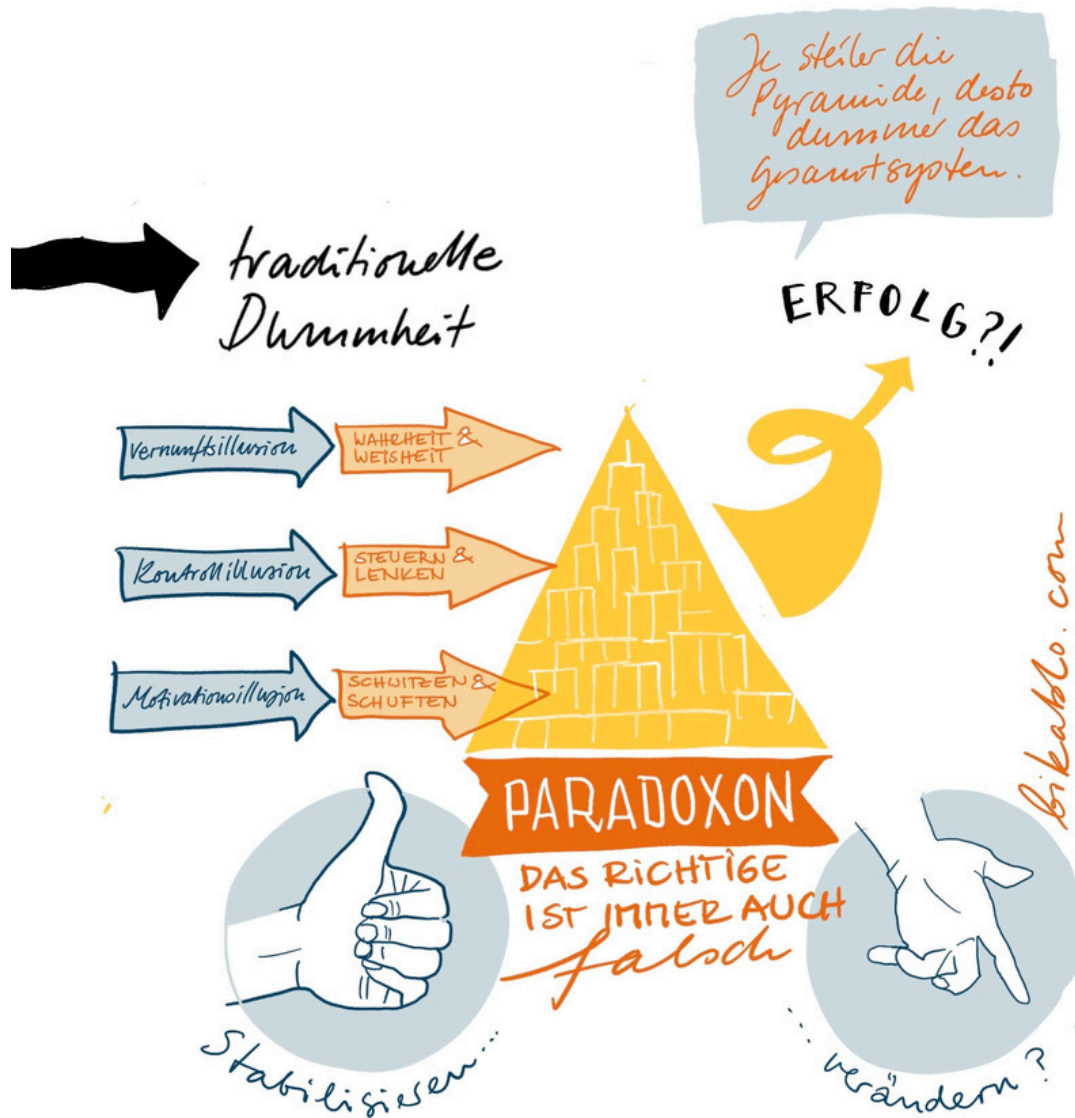 Je steiler die
Pyramide, desto
dümmer das
Gesamtsystem.
traditionelle
Dummheit
ERFOLG?!
Vernunftsillusion
WAHRHEIT &
WEISHEIT
Kontrollillusion
STEUERN &
LENKEN
Motivationsillusion
SCHWITZEN &
SCHUFTEN
bikablo.com
PARADOXON
DAS RICHTIGE
IST IMMER AUCH
falsch
Stabilisieren...
... verändern?